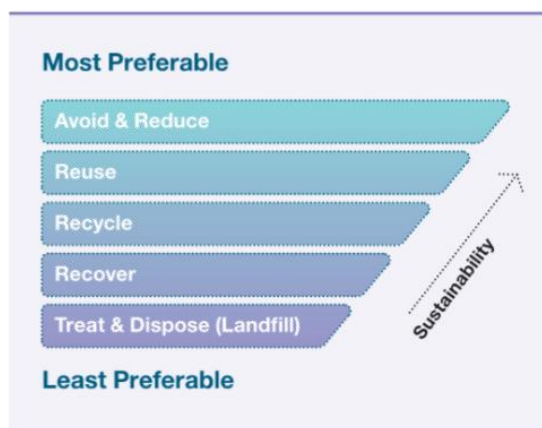 Most Preferable
Avoid & Reduce
Reuse
Recycle
Recover
Treat & Dispose (Landfill)
Sustainability
Least Preferable